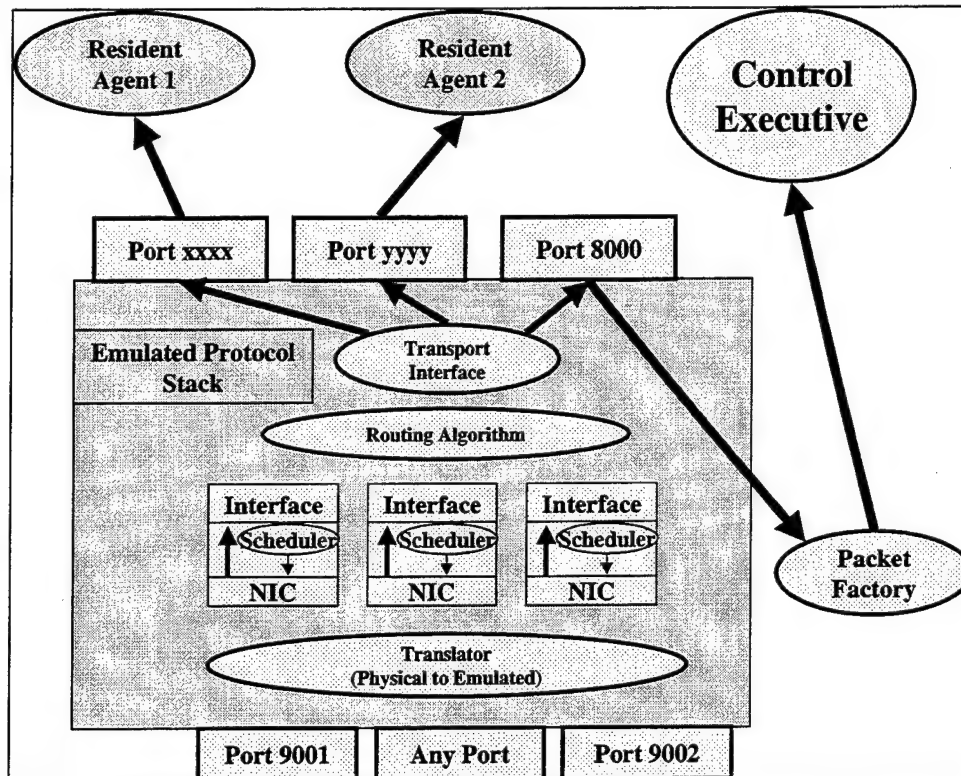 Resident
Agent 1
Resident
Agent 2
Control
Executive
Port xxxx
Port yyyy
Port 8000
Emulated Protocol
Stack
Transport
Interface
Routing Algorithm
Interface
Scheduler
NIC
Interface
Scheduler
NIC
Interface
Scheduler
NIC
Packet
Factory
Translator
(Physical to Emulated)
Port 9001
Any Port
Port 9002